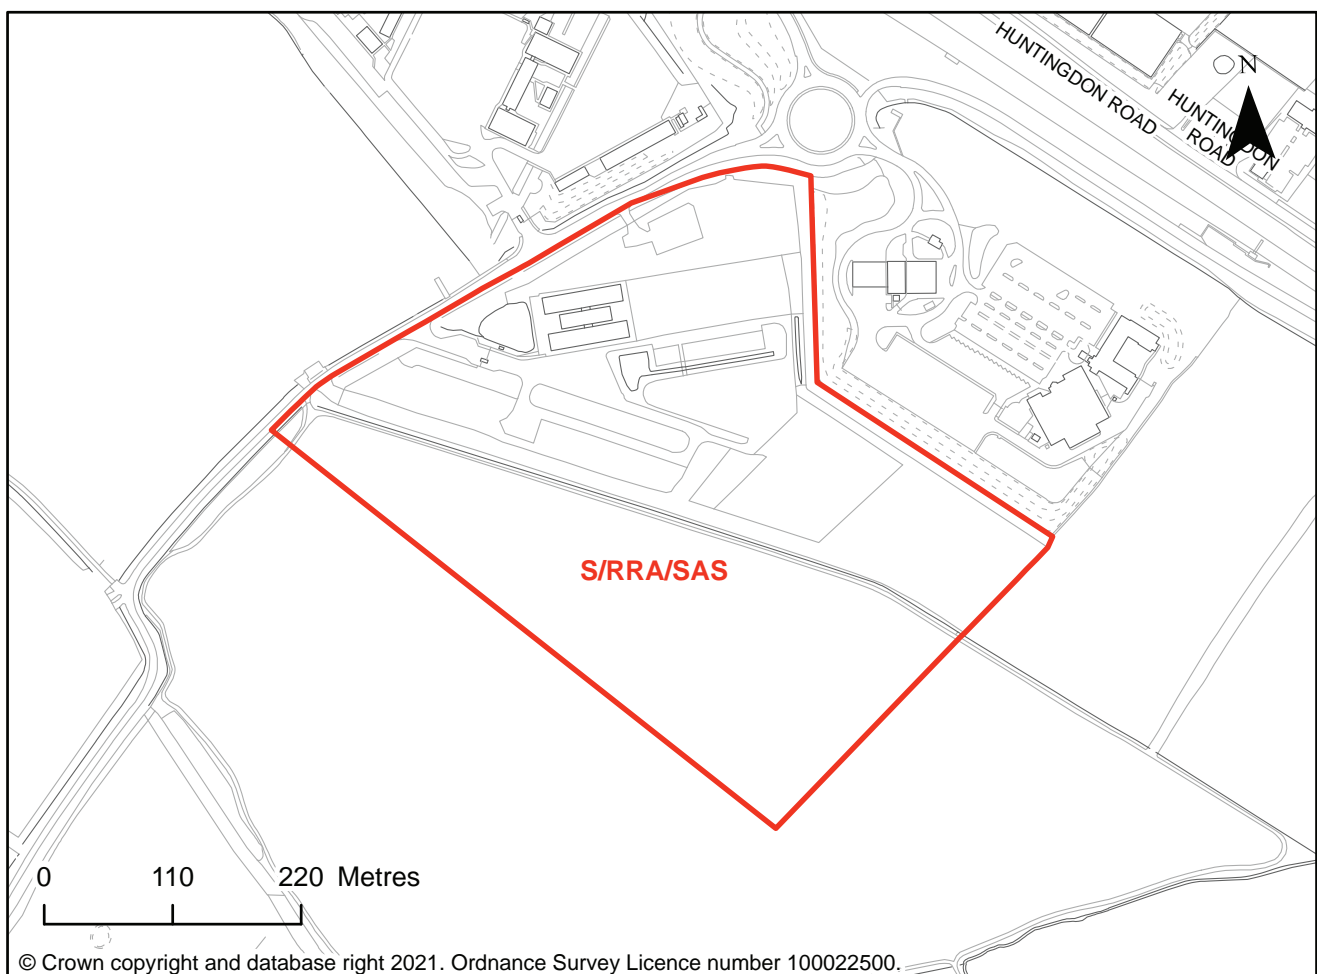 HUNTINGDON ROAD
HUNTINGDON
ROAD
N
S/RRA/SAS
0 110 220 Metres
© Crown copyright and database right 2021. Ordnance Survey Licence number 100022500.